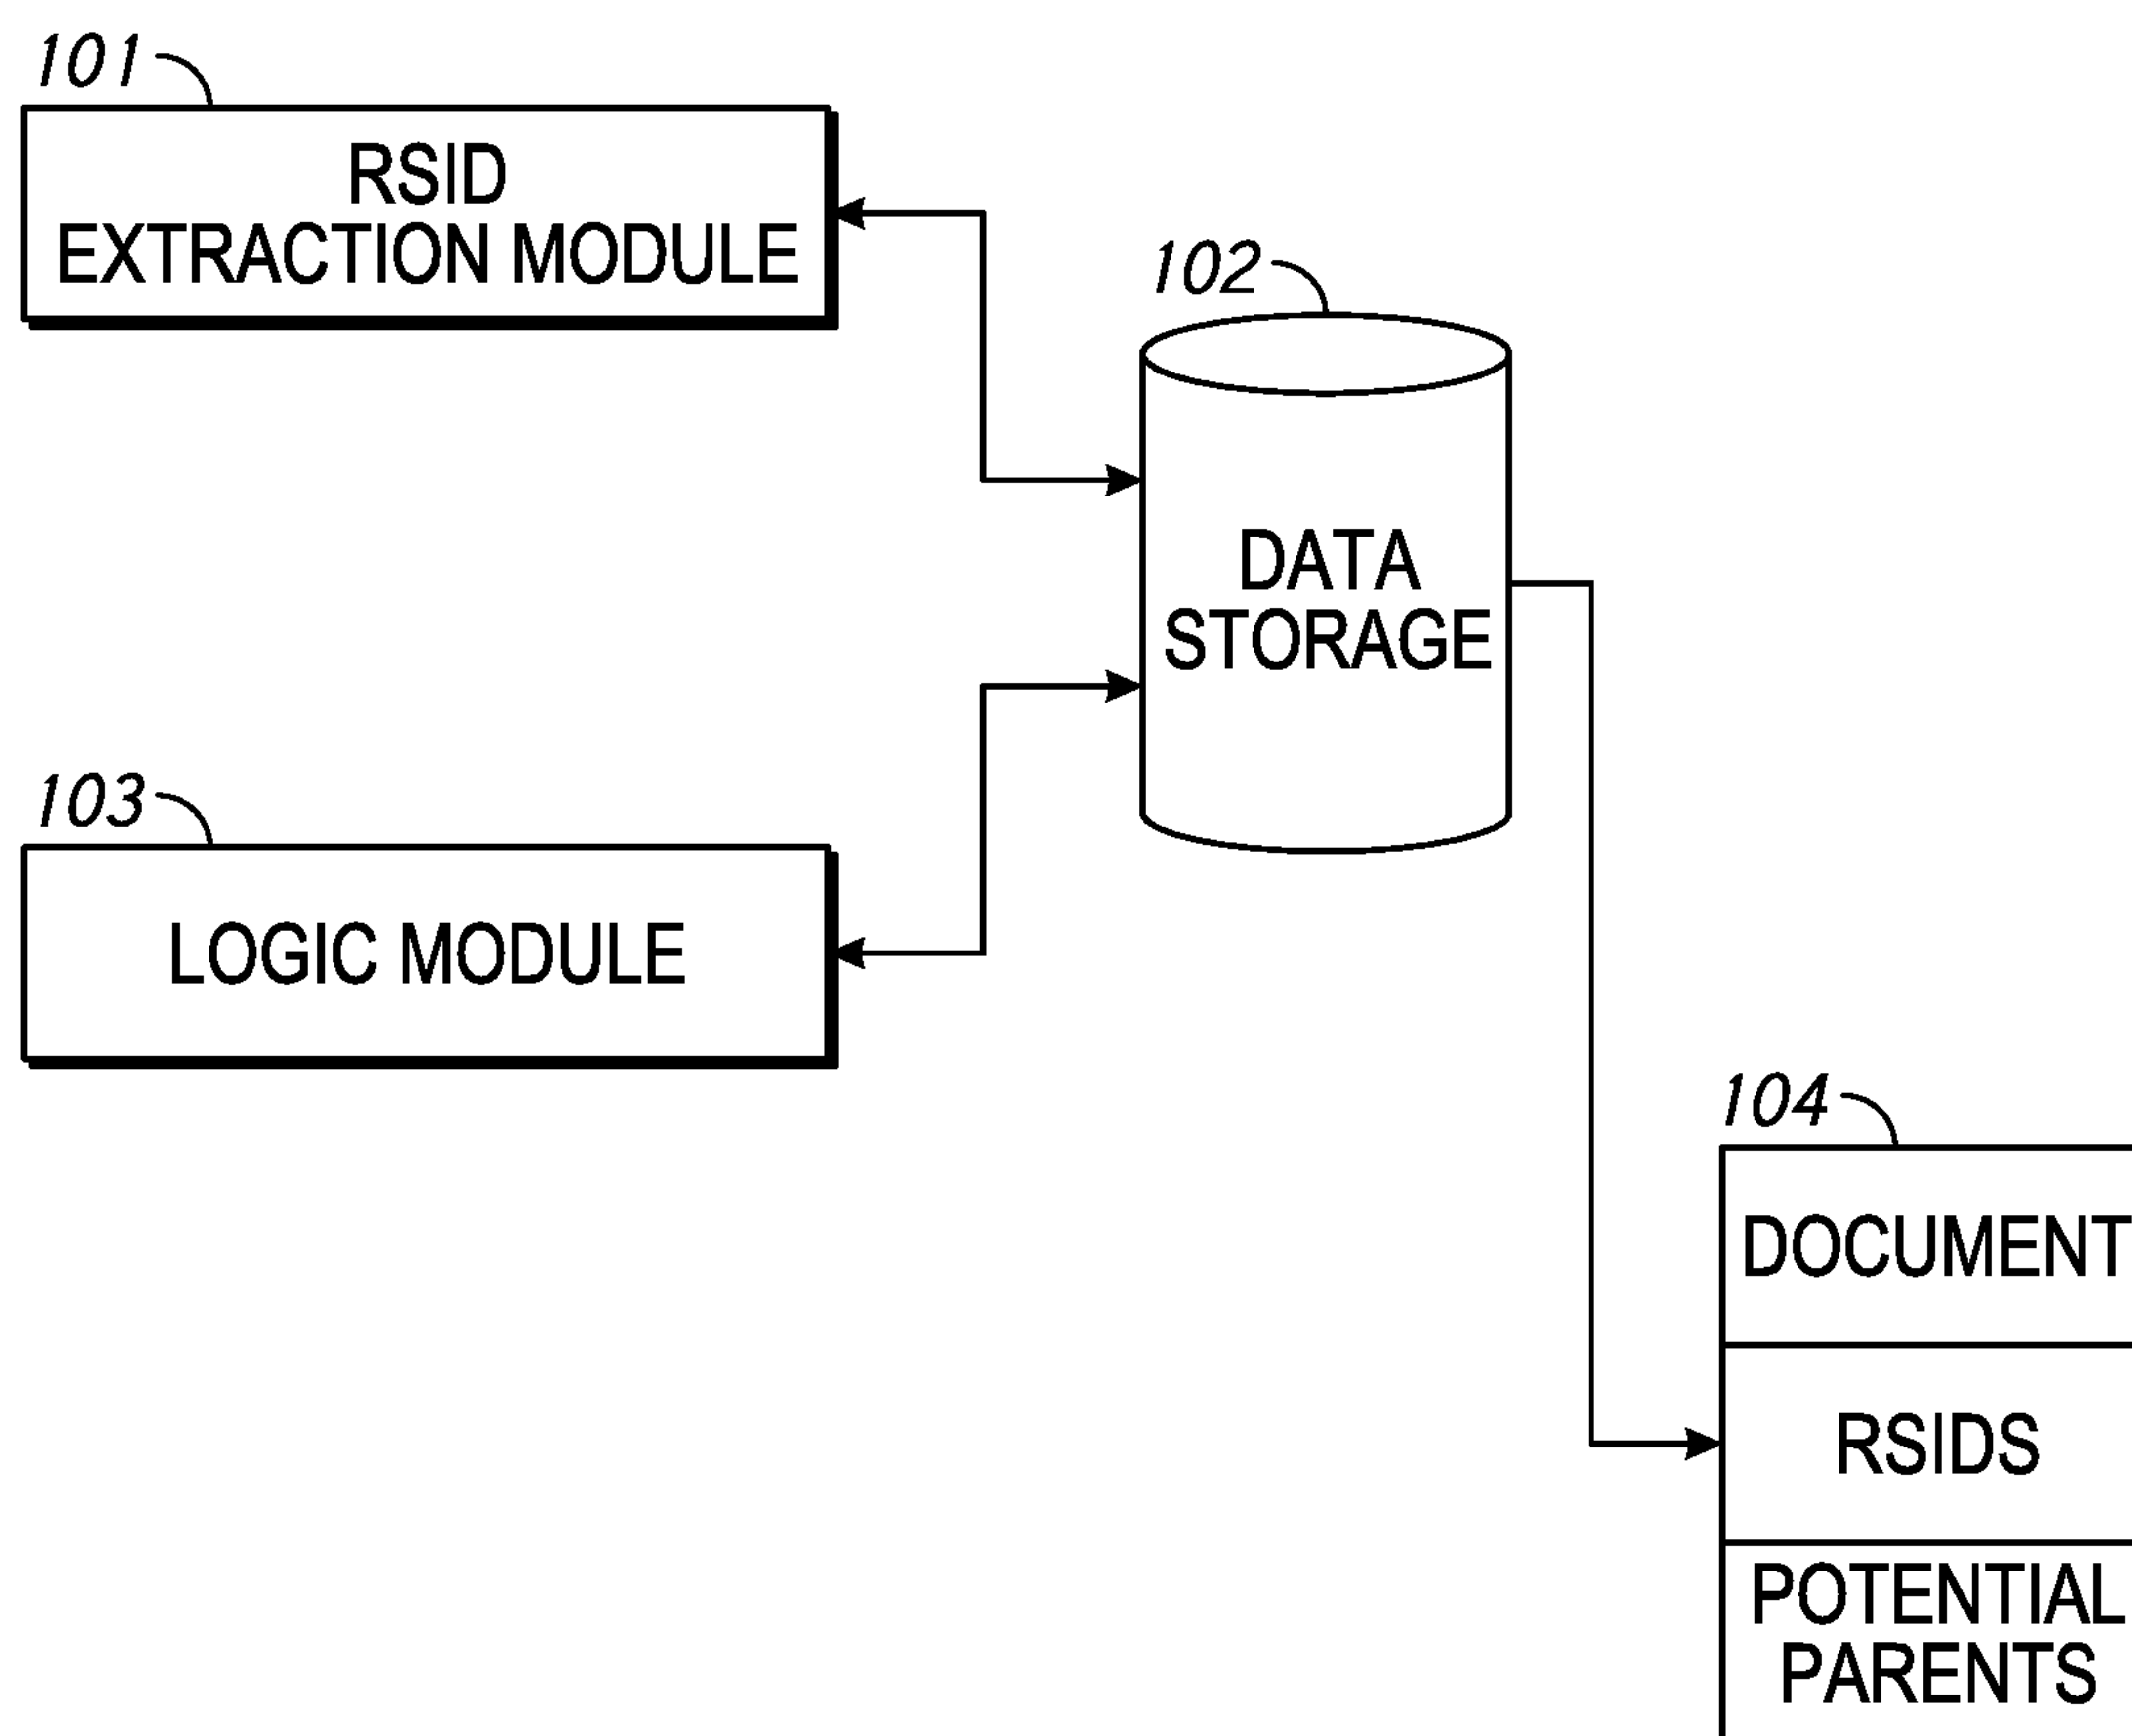 101
RSID
EXTRACTION MODULE
102
DATA
STORAGE
103
LOGIC MODULE
104
DOCUMENT
RSIDS
POTENTIAL
PARENTS